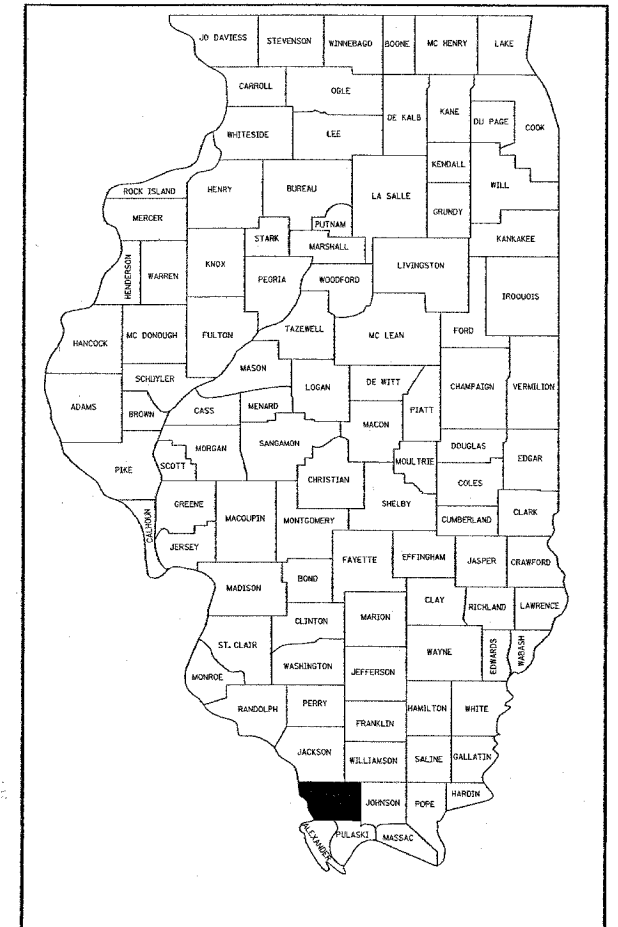 JO DAVIESS
STEVENSON
WINNEBAGO
BOONE
MC HENRY
LAKE
CARROLL
OGLE
DE KALB
KANE
DU PAGE
COOK
WHITESIDE
LEE
KENDALL
WILL
ROCK ISLAND
HENRY
BUREAU
LA SALLE
GRUNDY
MERCER
PUTNAM
STARK
MARSHALL
KANKAKEE
HENDERSON
WARREN
KNOX
PEORIA
WOODFORD
LIVINGSTON
IROQUOIS
HANCOCK
MC DONOUGH
FULTON
TAZEWELL
MC LEAN
FORD
MASON
SCHUYLER
LOGAN
DE WITT
CHAMPAIGN
VERMILION
ADAMS
BROWN
CASS
MENARD
MACON
PIATT
PIKE
SCOTT
MORGAN
SANGAMON
CHRISTIAN
MOULTRIE
DOUGLAS
EDGAR
COLES
CALHOUN
GREENE
MACOUPIN
MONTGOMERY
SHELBY
CUMBERLAND
CLARK
JERSEY
FAYETTE
EFFINGHAM
JASPER
CRAWFORD
MADISON
BOND
CLAY
RICHLAND
LAWRENCE
CLINTON
MARION
ST. CLAIR
WAYNE
EDWARDS
WABASH
WASHINGTON
JEFFERSON
MONROE
RANDOLPH
PERRY
HAMILTON
WHITE
FRANKLIN
JACKSON
WILLIAMSON
SALINE
GALLATIN
JOHNSON
POPE
HARDIN
ALEXANDER
PULASKI
MASSAC